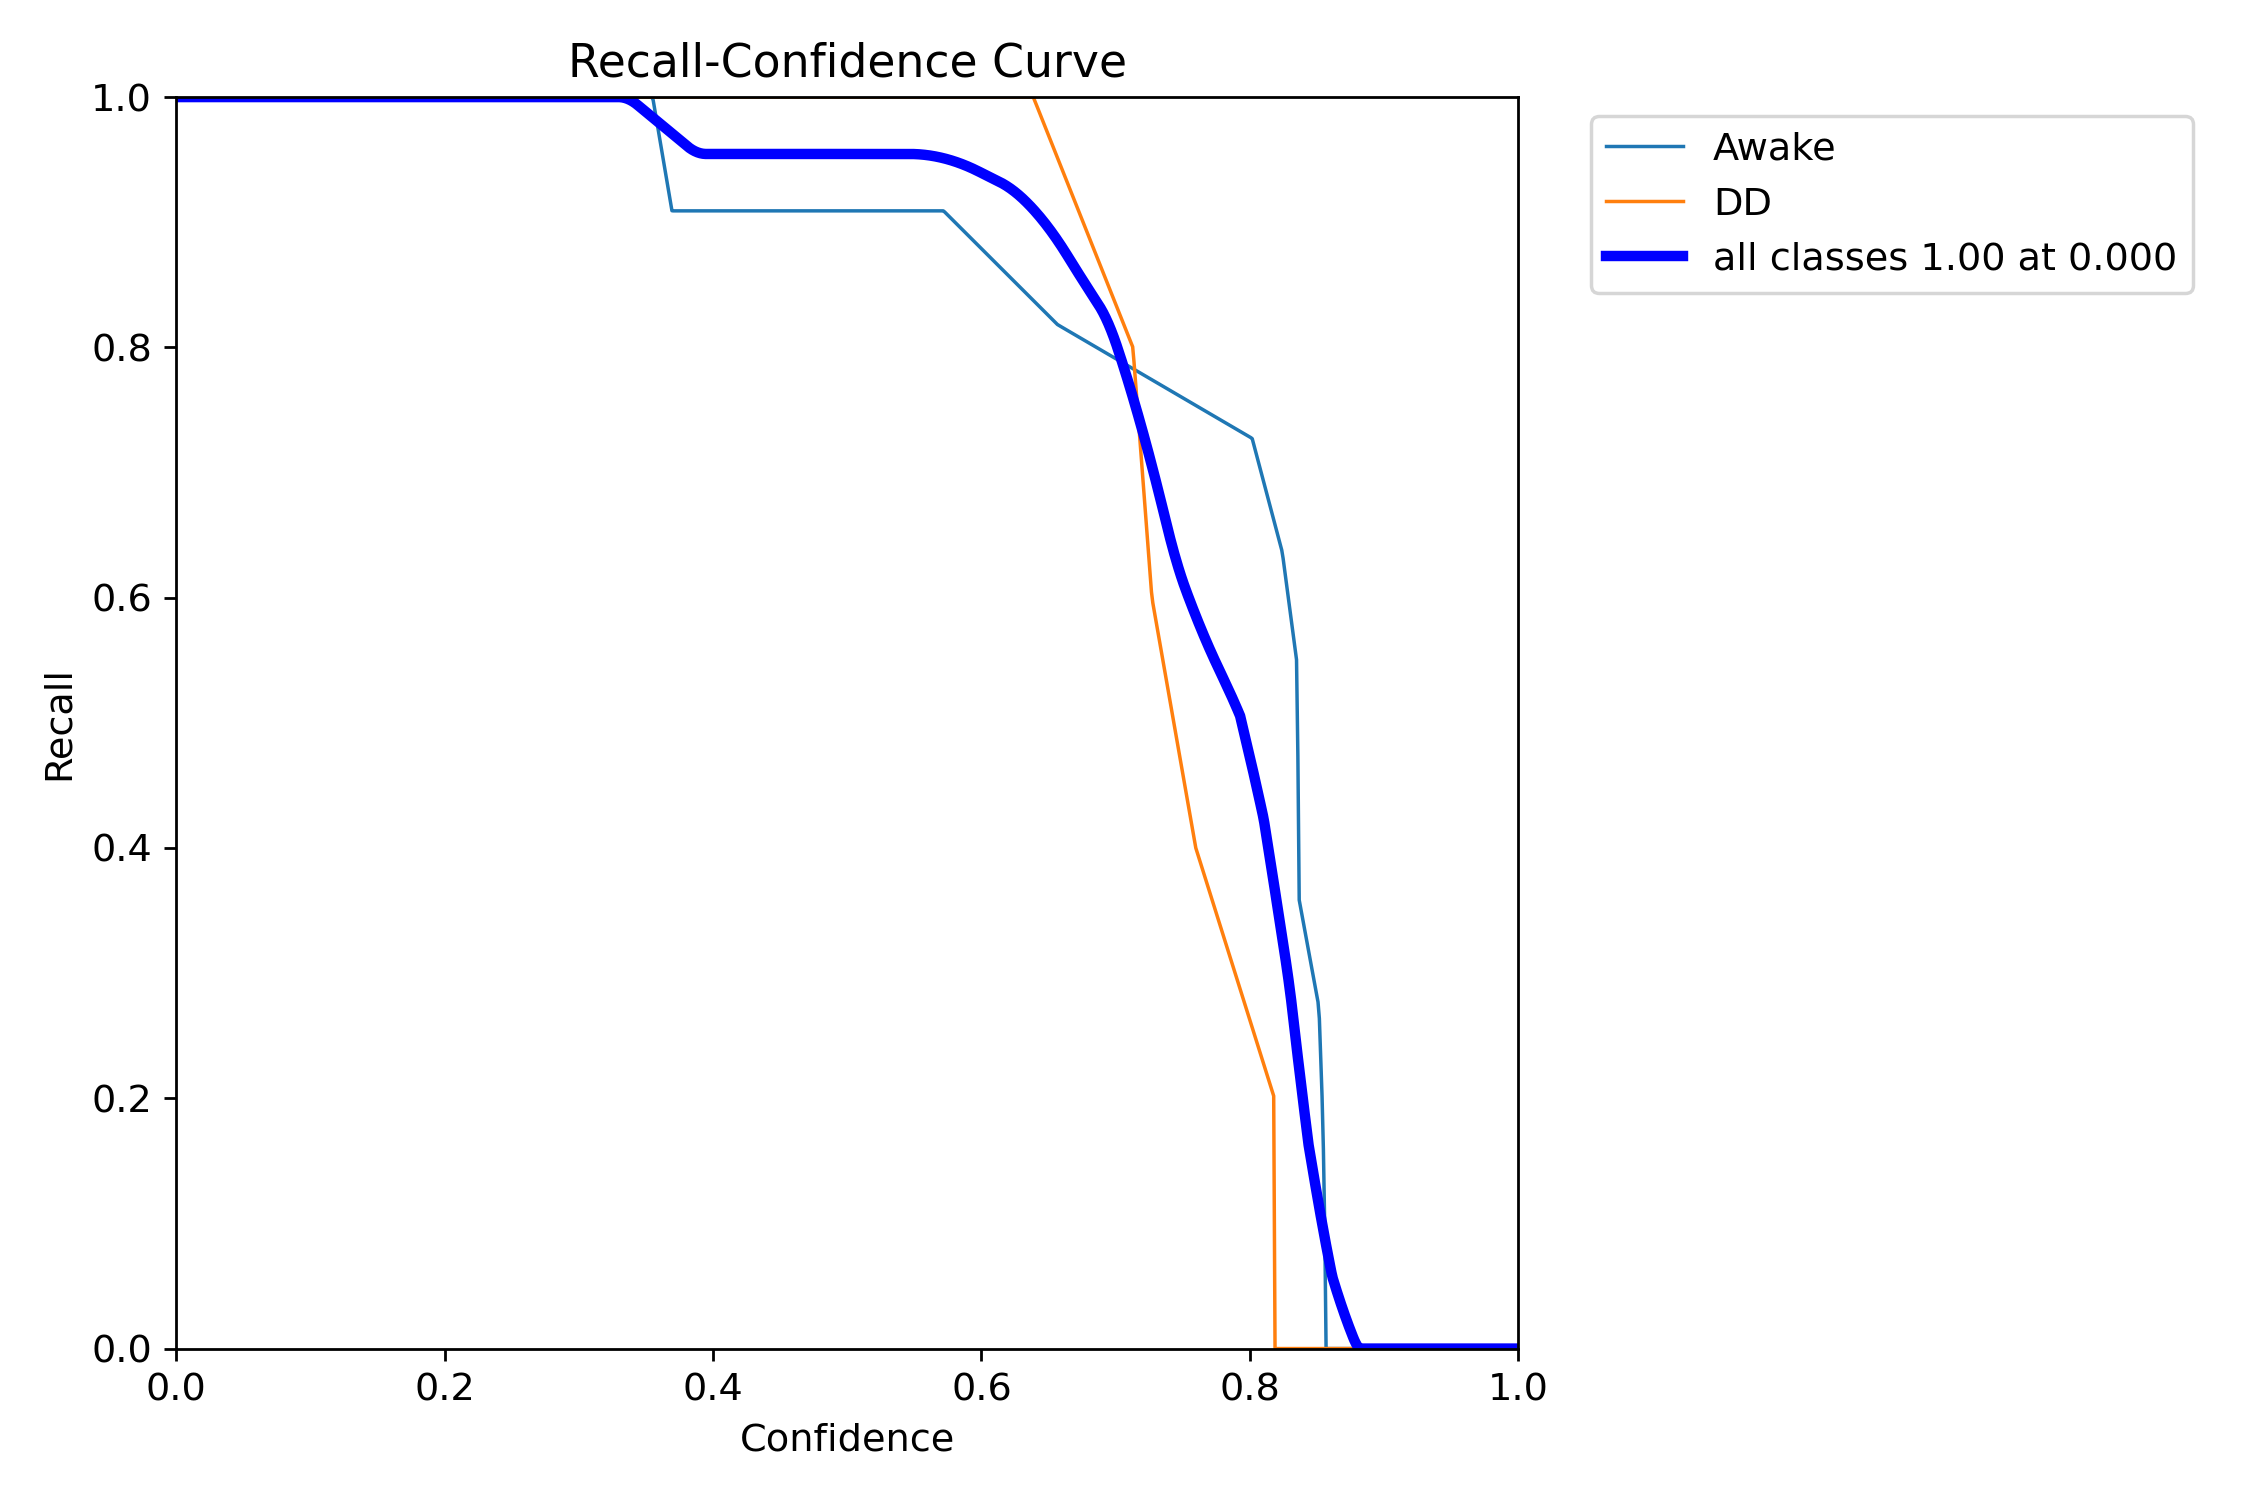 Recall-Confidence Curve
1.0
0.8
0.6
0.4
0.2
0.0
Recall
0.0 0.2 0.4 0.6 0.8 1.0
Confidence
Awake
DD
all classes 1.00 at 0.000